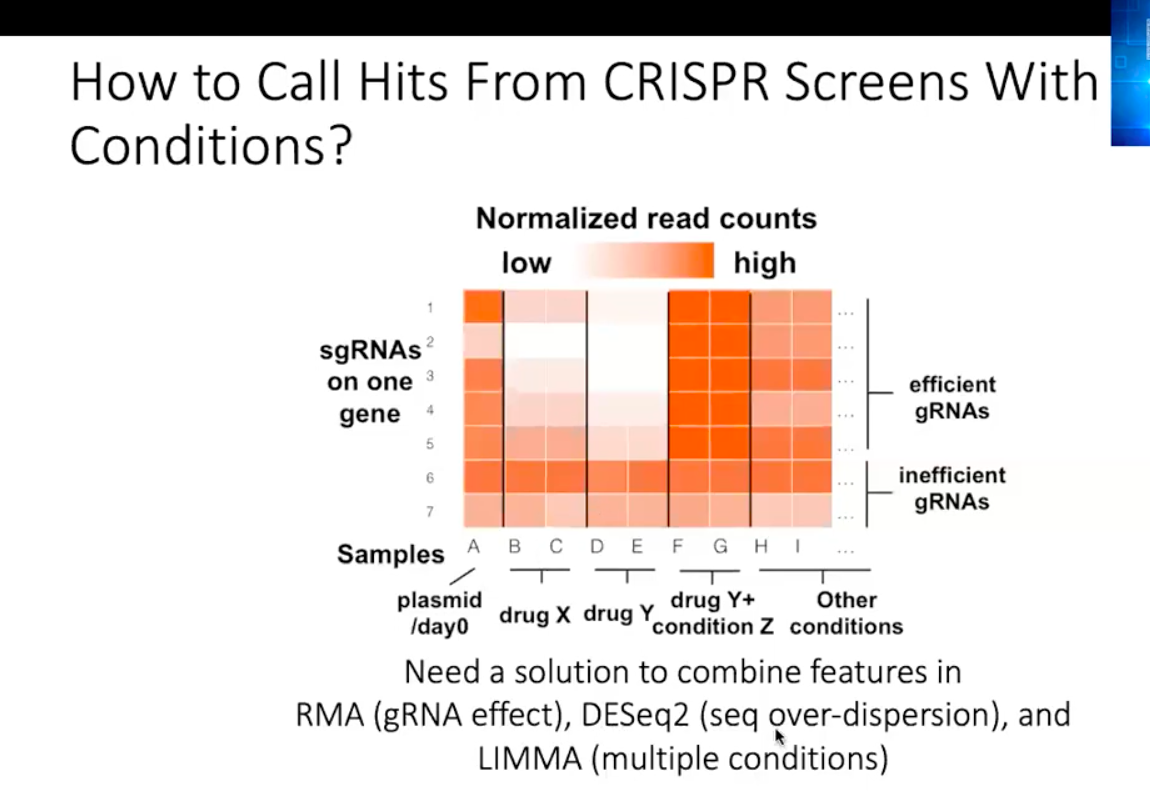 How to Call Hits From CRISPR Screens With
Conditions?
Normalized read counts
low high
sgRNAs
on one
gene
1
2
3
4
5
6
7
...
...
...
...
...
...
...
efficient
gRNAs
inefficient
gRNAs
Samples A B C D E F G H I ...
plasmid
/day0
drug X
drug Y
drug Y+
condition Z
Other
conditions
Need a solution to combine features in
RMA (gRNA effect), DESeq2 (seq over-dispersion), and
LIMMA (multiple conditions)